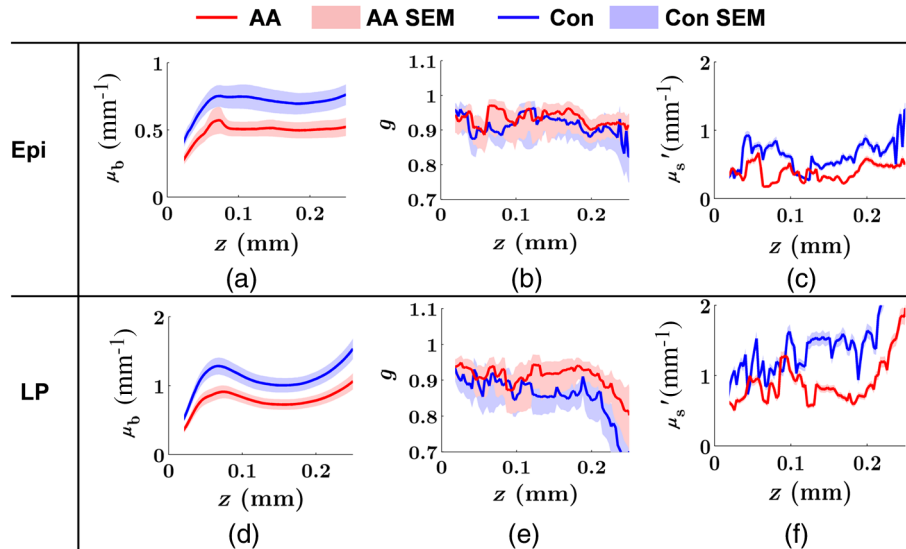 AA AA SEM Con Con SEM
Epi
μb (mm⁻¹)
1
0.5
0
0 0.1 0.2
z (mm)
(a)
g
1.1
1
0.9
0.8
0.7
0 0.1 0.2
z (mm)
(b)
μs′(mm⁻¹)
2
1
0
0 0.1 0.2
z (mm)
(c)
LP
μb (mm⁻¹)
2
1
0
0 0.1 0.2
z (mm)
(d)
g
1.1
1
0.9
0.8
0.7
0 0.1 0.2
z (mm)
(e)
μs′(mm⁻¹)
2
1
0
0 0.1 0.2
z (mm)
(f)